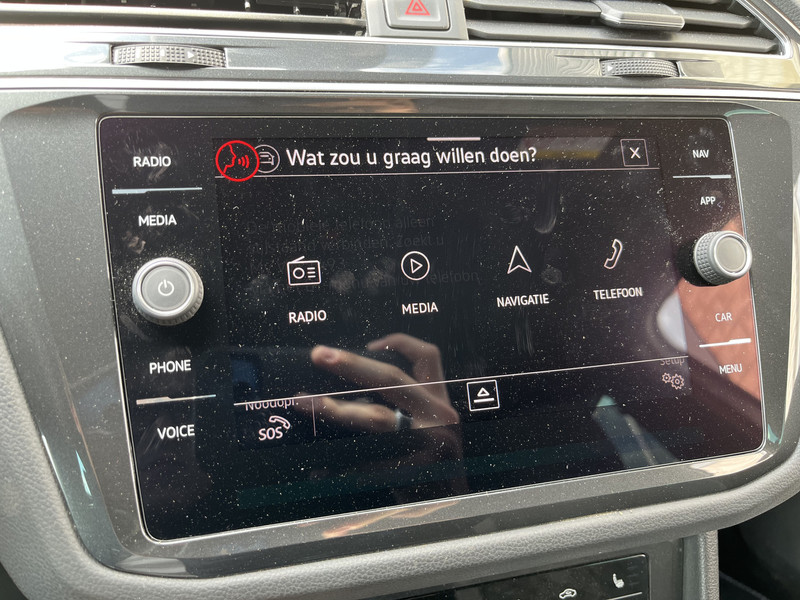 RADIO
MEDIA
PHONE
VOICE
Wat zou u graag willen doen?
X
RADIO
MEDIA
NAVIGATIE
TELEFOON
Noodopr.
SOS
Setup
NAV
APP
CAR
MENU